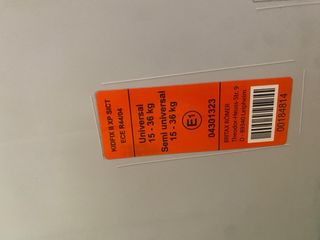 KIDFIX II XP SICT
ECE R44/04
Universal
15 - 36 kg
Semi universal
15 - 36 kg
E1
04301323
BRITAX RÖMER
Theodor-Heuss-Str. 9
D - 89340 Leipheim
00184814